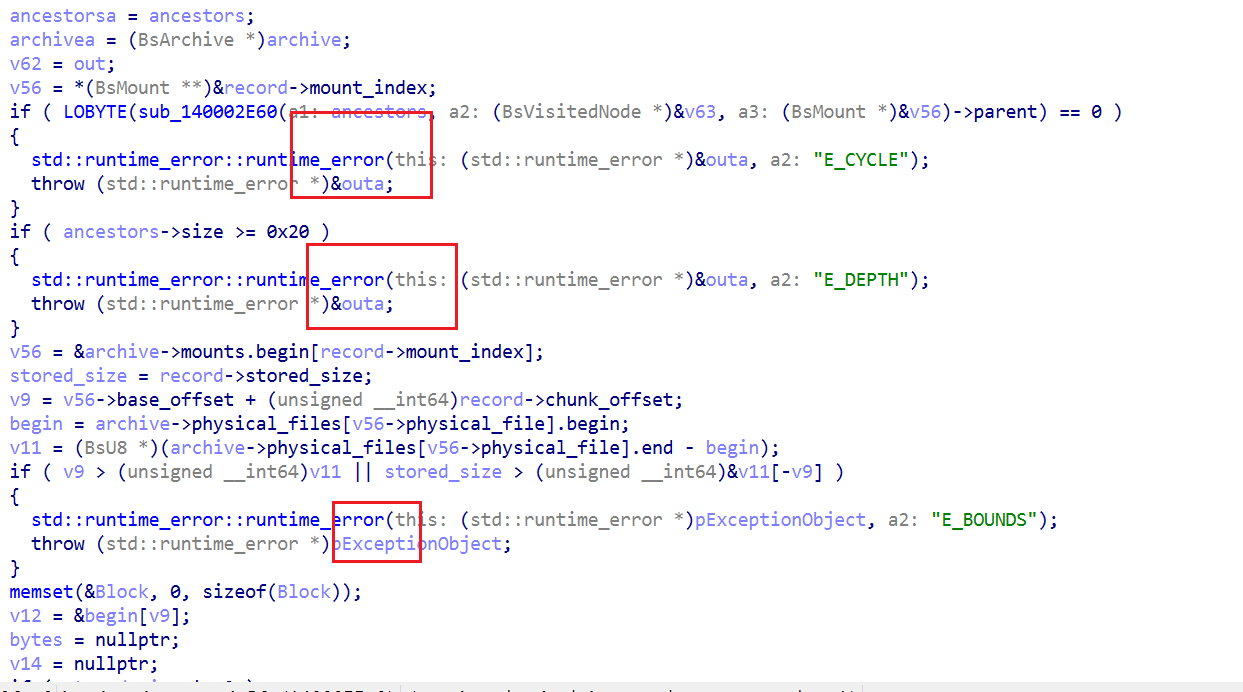 ancestorsa = ancestors;
archivea = (BsArchive *)archive;
v62 = out;
v56 = *(BsMount **)&record->mount_index;
if ( LOBYTE(sub_140002E60(a1: ancestors, a2: (BsVisitedNode *)&v63, a3: (BsMount *)&v56)->parent) == 0 )
{
std::runtime_error::runtime_error(this: (std::runtime_error *)&outa, a2: "E_CYCLE");
throw (std::runtime_error *)&outa;
}
if ( ancestors->size >= 0x20 )
{
std::runtime_error::runtime_error(this: (std::runtime_error *)&outa, a2: "E_DEPTH");
throw (std::runtime_error *)&outa;
}
v56 = &archive->mounts.begin[record->mount_index];
stored_size = record->stored_size;
v9 = v56->base_offset + (unsigned __int64)record->chunk_offset;
begin = archive->physical_files[v56->physical_file].begin;
v11 = (BsU8 *)(archive->physical_files[v56->physical_file].end - begin);
if ( v9 > (unsigned __int64)v11 || stored_size > (unsigned __int64)&v11[-v9] )
{
std::runtime_error::runtime_error(this: (std::runtime_error *)pExceptionObject, a2: "E_BOUNDS");
throw (std::runtime_error *)pExceptionObject;
}
memset(&Block, 0, sizeof(Block));
v12 = &begin[v9];
bytes = nullptr;
v14 = nullptr;